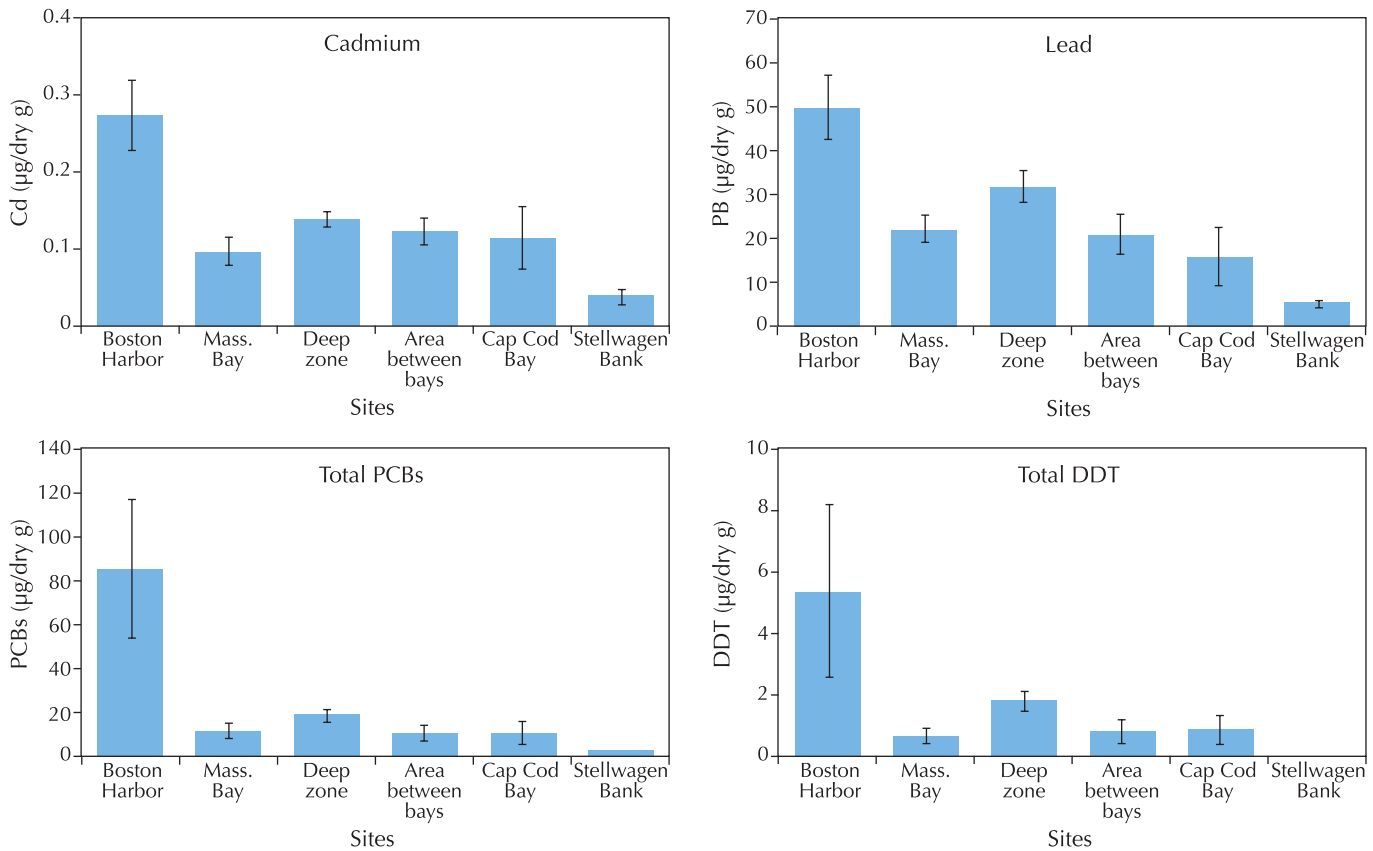 Cadmium
Cd (µg/dry g)
0.4
0.3
0.2
0.1
0
Boston Harbor
Mass. Bay
Deep zone
Area between bays
Cap Cod Bay
Stellwagen Bank
Sites
Lead
PB (µg/dry g)
70
60
50
40
30
20
10
0
Boston Harbor
Mass. Bay
Deep zone
Area between bays
Cap Cod Bay
Stellwagen Bank
Sites
Total PCBs
PCBs (µg/dry g)
140
120
100
80
60
40
20
0
Boston Harbor
Mass. Bay
Deep zone
Area between bays
Cap Cod Bay
Stellwagen Bank
Sites
Total DDT
DDT (µg/dry g)
10
8
6
4
2
0
Boston Harbor
Mass. Bay
Deep zone
Area between bays
Cap Cod Bay
Stellwagen Bank
Sites